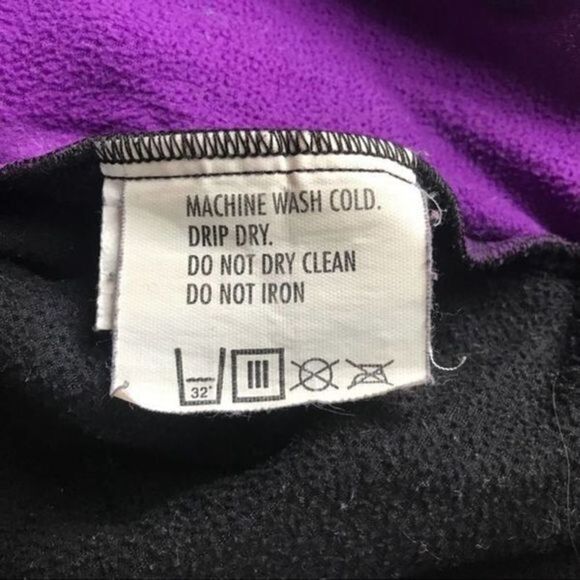 MACHINE WASH COLD.
DRIP DRY.
DO NOT DRY CLEAN
DO NOT IRON
32°